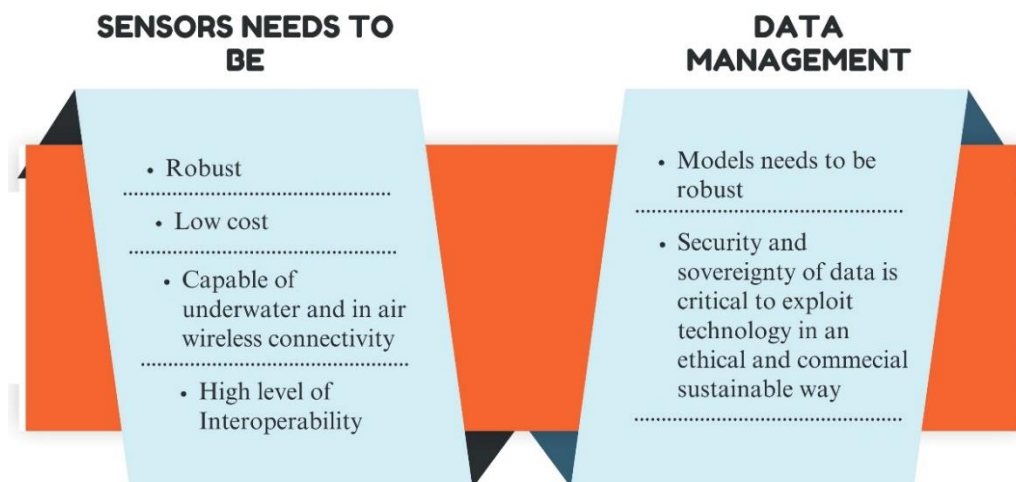 SENSORS NEEDS TO
BE
• Robust
• Low cost
• Capable of
underwater and in air
wireless connectivity
• High level of
Interoperability
DATA
MANAGEMENT
• Models needs to be
robust
• Security and
sovereignty of data is
critical to exploit
technology in an
ethical and commecial
sustainable way